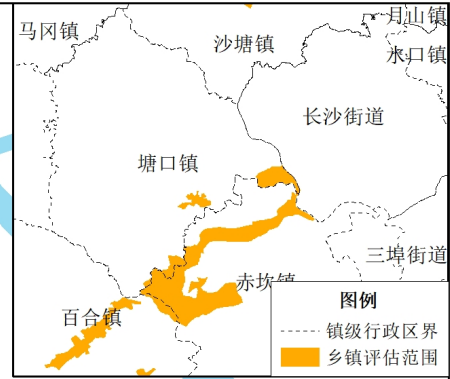 月山镇
马冈镇
沙塘镇
水口镇
长沙街道
塘口镇
三埠街道
赤坎镇
百合镇
图例
镇级行政区界
乡镇评估范围